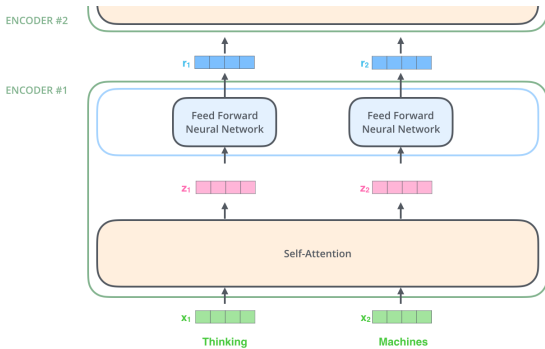 ENCODER #2
r₁
r₂
ENCODER #1
Feed Forward
Neural Network
Feed Forward
Neural Network
z₁
z₂
Self-Attention
x₁
x₂
Thinking
Machines